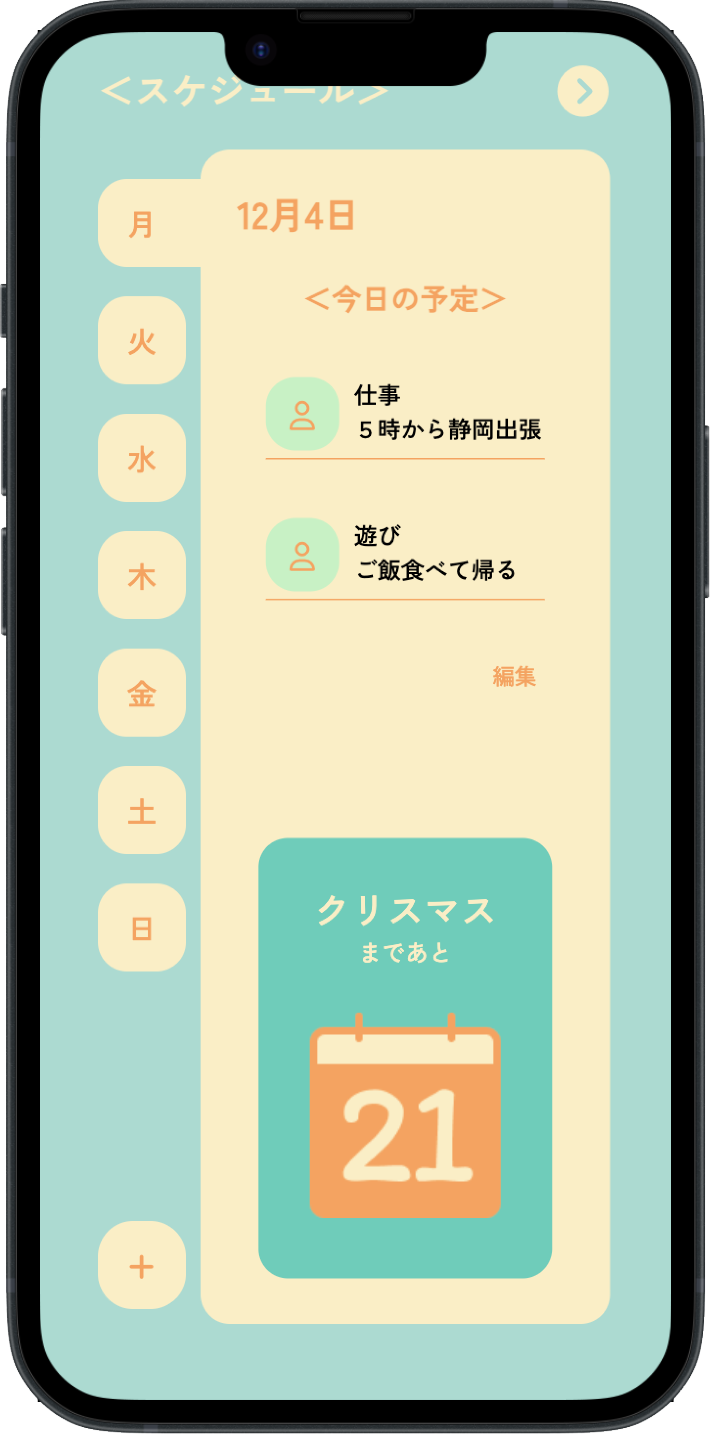 ＜スケジュール＞
月
12月4日
＜今日の予定＞
火
仕事
５時から静岡出張
水
遊び
ご飯食べて帰る
木
編集
金
土
日
クリスマス
まであと
21
+